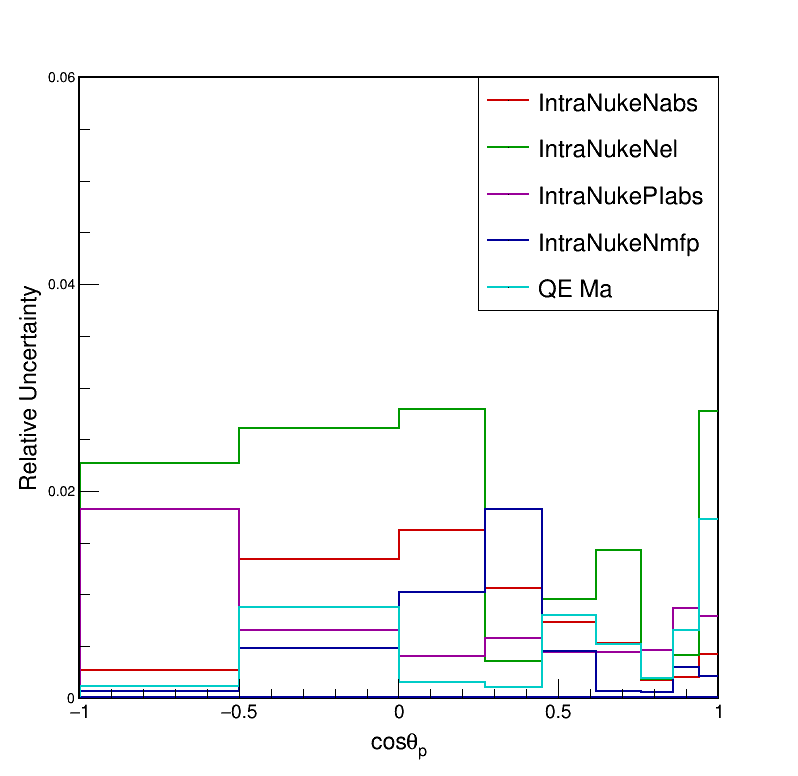 0.06
IntraNukeNabs
IntraNukeNel
IntraNukePIabs
IntraNukeNmfp
QE Ma
0.04
Relative Uncertainty
0.02
0
−1
−0.5
0
0.5
1
cosθp